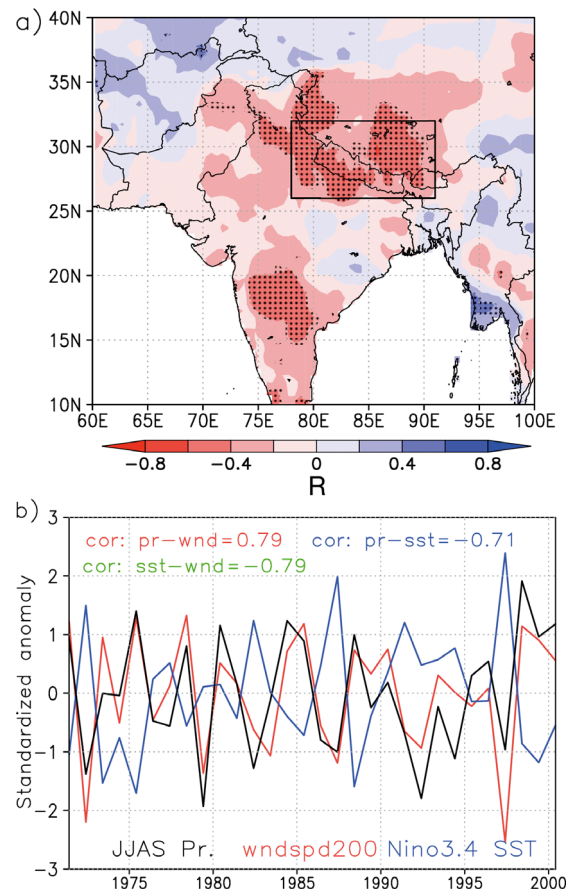 a)
40N
35N
30N
25N
20N
15N
10N
60E 65E 70E 75E 80E 85E 90E 95E 100E
−0.8 −0.4 0 0.4 0.8
R
b)
3
cor: pr−wnd=0.79 cor: pr−sst=−0.71
cor: sst−wnd=−0.79
2
1
0
−1
−2
−3
Standardized anomaly
JJAS Pr. wndspd200 Nino3.4 SST
1975 1980 1985 1990 1995 2000